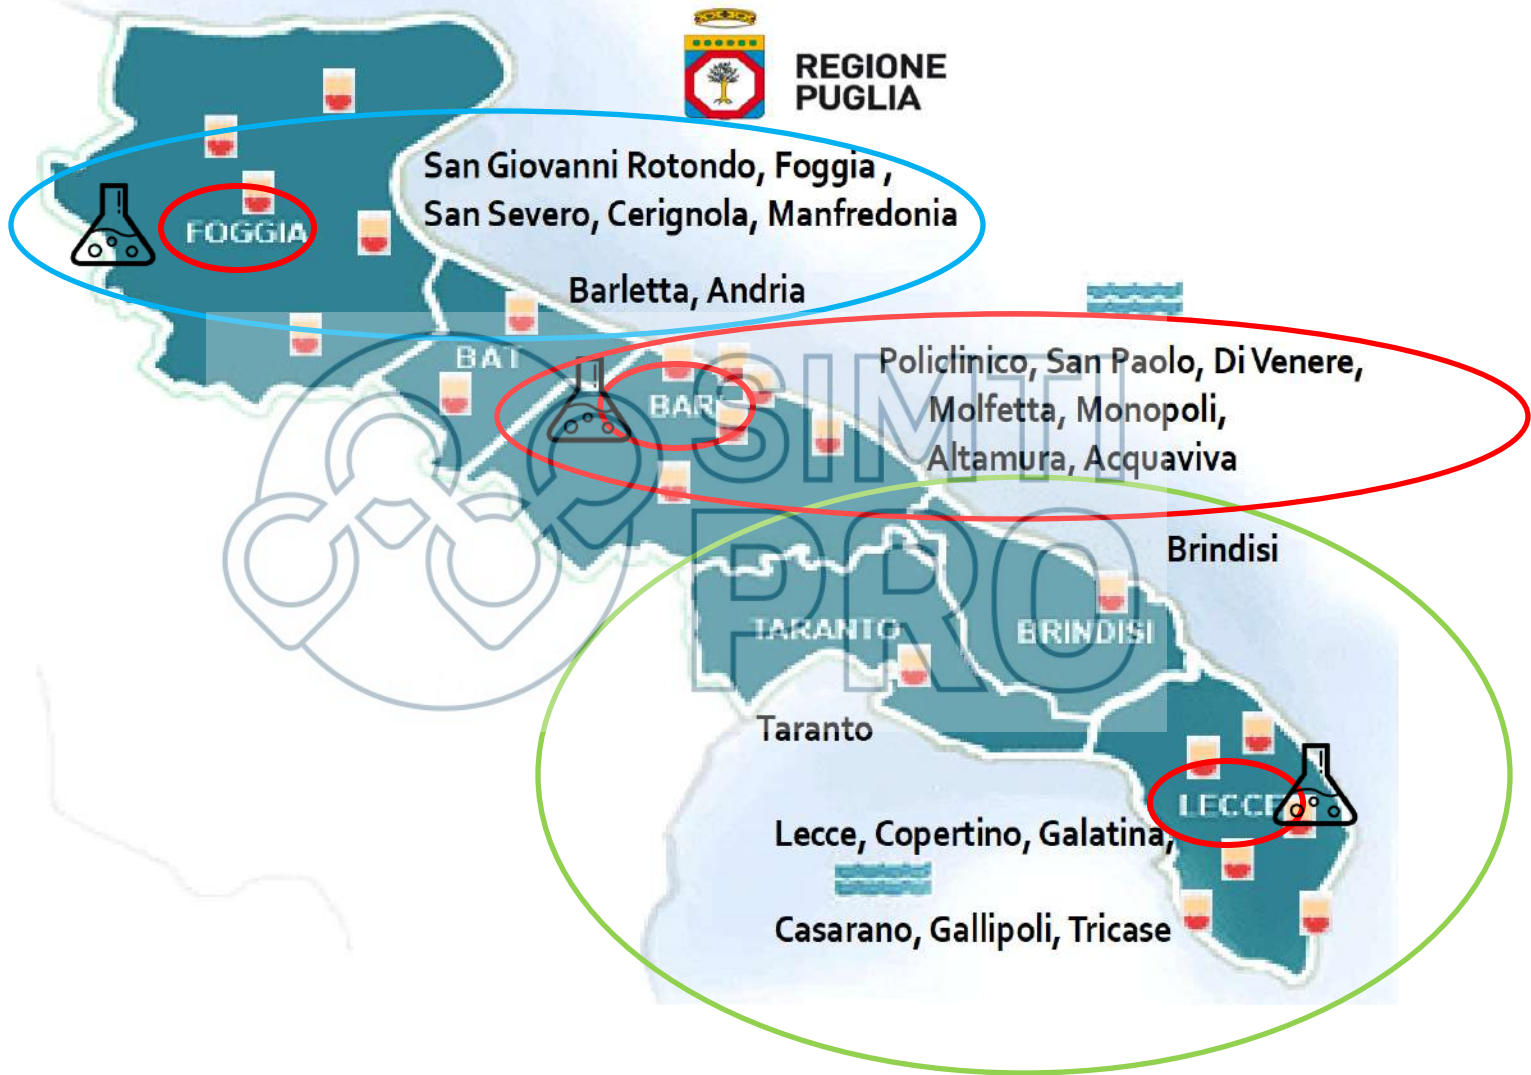 REGIONE
PUGLIA
San Giovanni Rotondo, Foggia ,
San Severo, Cerignola, Manfredonia
FOGGIA
Barletta, Andria
BAT
Policlinico, San Paolo, Di Venere,
BARI
Molfetta, Monopoli,
Altamura, Acquaviva
SIMTI
PRO
Brindisi
TARANTO
BRINDISI
Taranto
LECCE
Lecce, Copertino, Galatina,
Casarano, Gallipoli, Tricase